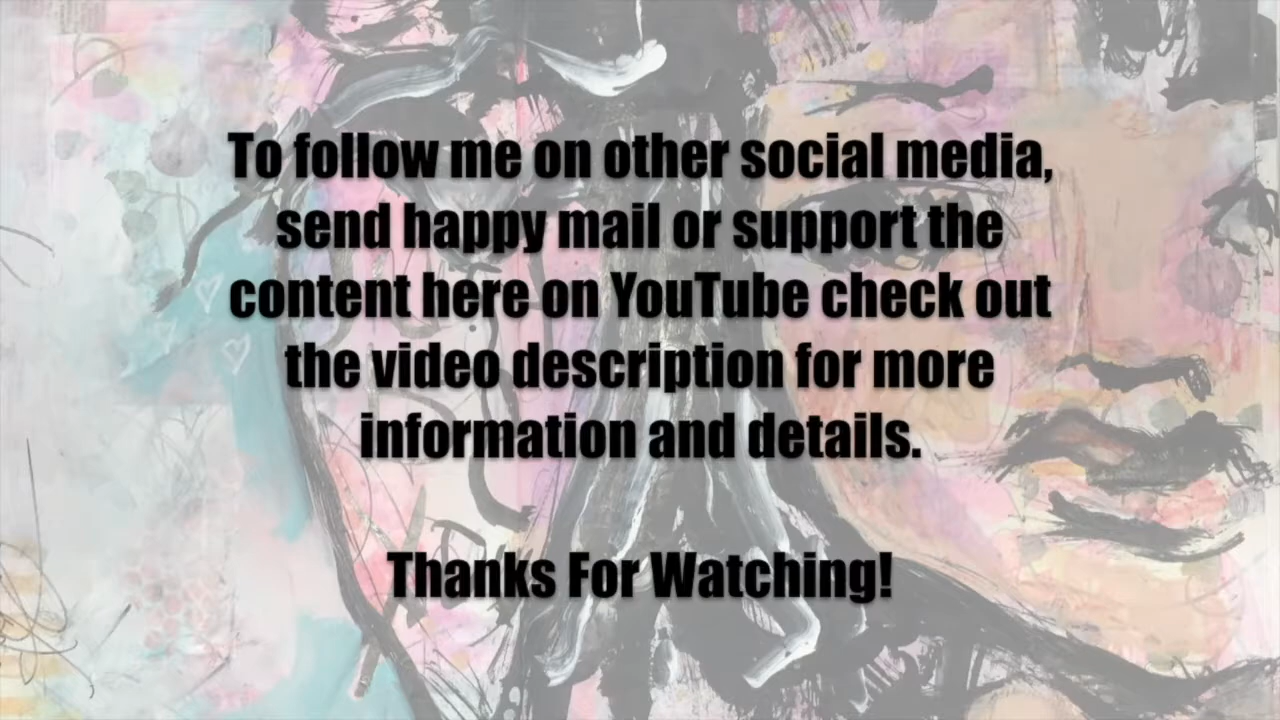 To follow me on other social media,
send happy mail or support the
content here on YouTube check out
the video description for more
information and details.
Thanks For Watching!